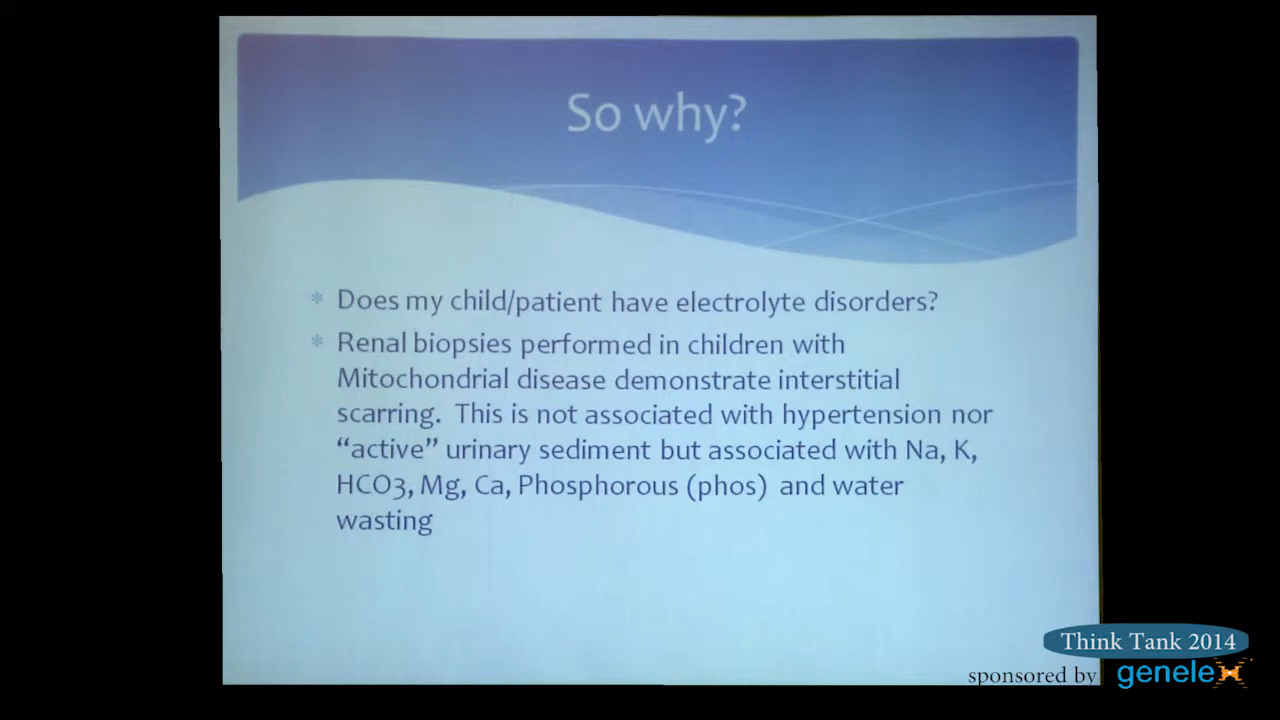 So why?
* Does my child/patient have electrolyte disorders?
* Renal biopsies performed in children with
Mitochondrial disease demonstrate interstitial
scarring. This is not associated with hypertension nor
“active” urinary sediment but associated with Na, K,
HCO3, Mg, Ca, Phosphorous (phos) and water
wasting
Think Tank 2014
sponsored by genelex